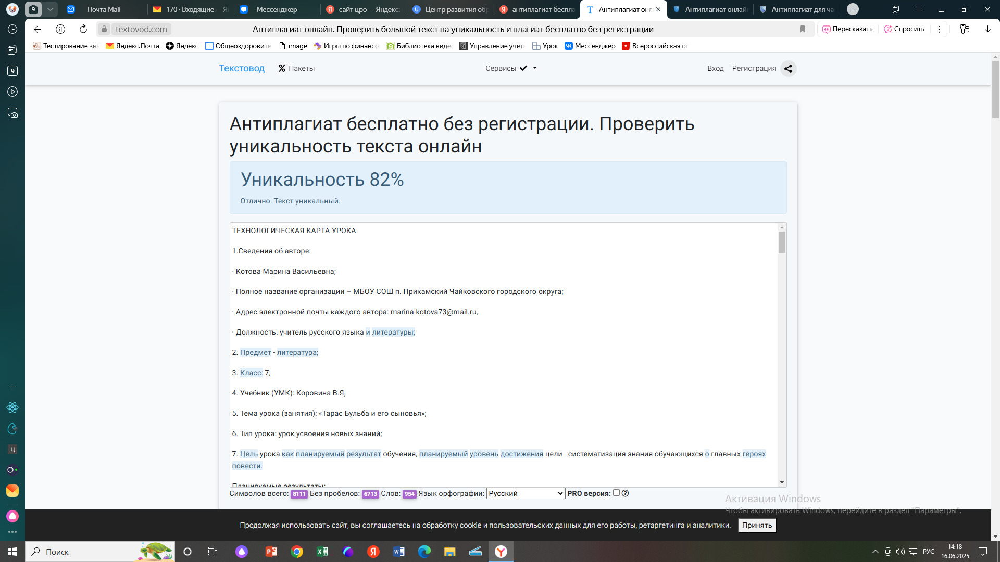 9
Почта Mail
170 · Входящие — Я
Мессенджер
сайт цро — Яндекс:
Центр развития обр
антиплагиат беспла
Антиплагиат онл
Антиплагиат онлай
Антиплагиат для ча
textovod.com
Антиплагиат онлайн. Проверить большой текст на уникальность и плагиат бесплатно без регистрации
Пересказать
Спросить
Тестирование зна
Яндекс.Почта
Яндекс
Общеоздоровите
image
Игры по финансо
Библиотека виде
Управление учёт
Урок
Мессенджер
Всероссийская о
9
Текстовод
Пакеты
Сервисы
Вход
Регистрация
Антиплагиат бесплатно без регистрации. Проверить
уникальность текста онлайн
Уникальность 82%
Отлично. Текст уникальный.
ТЕХНОЛОГИЧЕСКАЯ КАРТА УРОКА
1.Сведения об авторе:
· Котова Марина Васильевна;
· Полное название организации – МБОУ СОШ п. Прикамский Чайковского городского округа;
· Адрес электронной почты каждого автора: marina-kotova73@mail.ru,
· Должность: учитель русского языка и литературы;
2. Предмет - литература;
3. Класс: 7;
4. Учебник (УМК): Коровина В.Я;
5. Тема урока (занятия): «Тарас Бульба и его сыновья»;
6. Тип урока: урок усвоения новых знаний;
7. Цель урока как планируемый результат обучения, планируемый уровень достижения цели - систематизация знания обучающихся о главных героях
повести.
Планируемые результаты:
Символов всего: 8111 Без пробелов: 6713 Слов: 954 Язык орфографии: Русский PRO версия:
Активация Windows
Чтобы активировать Windows, перейдите в раздел "Параметры".
Продолжая использовать сайт, вы соглашаетесь на обработку cookie и пользовательских данных для его работы, ретаргетинга и аналитики.
Принять
ц
Поиск
РУС
14:18
16.06.2025